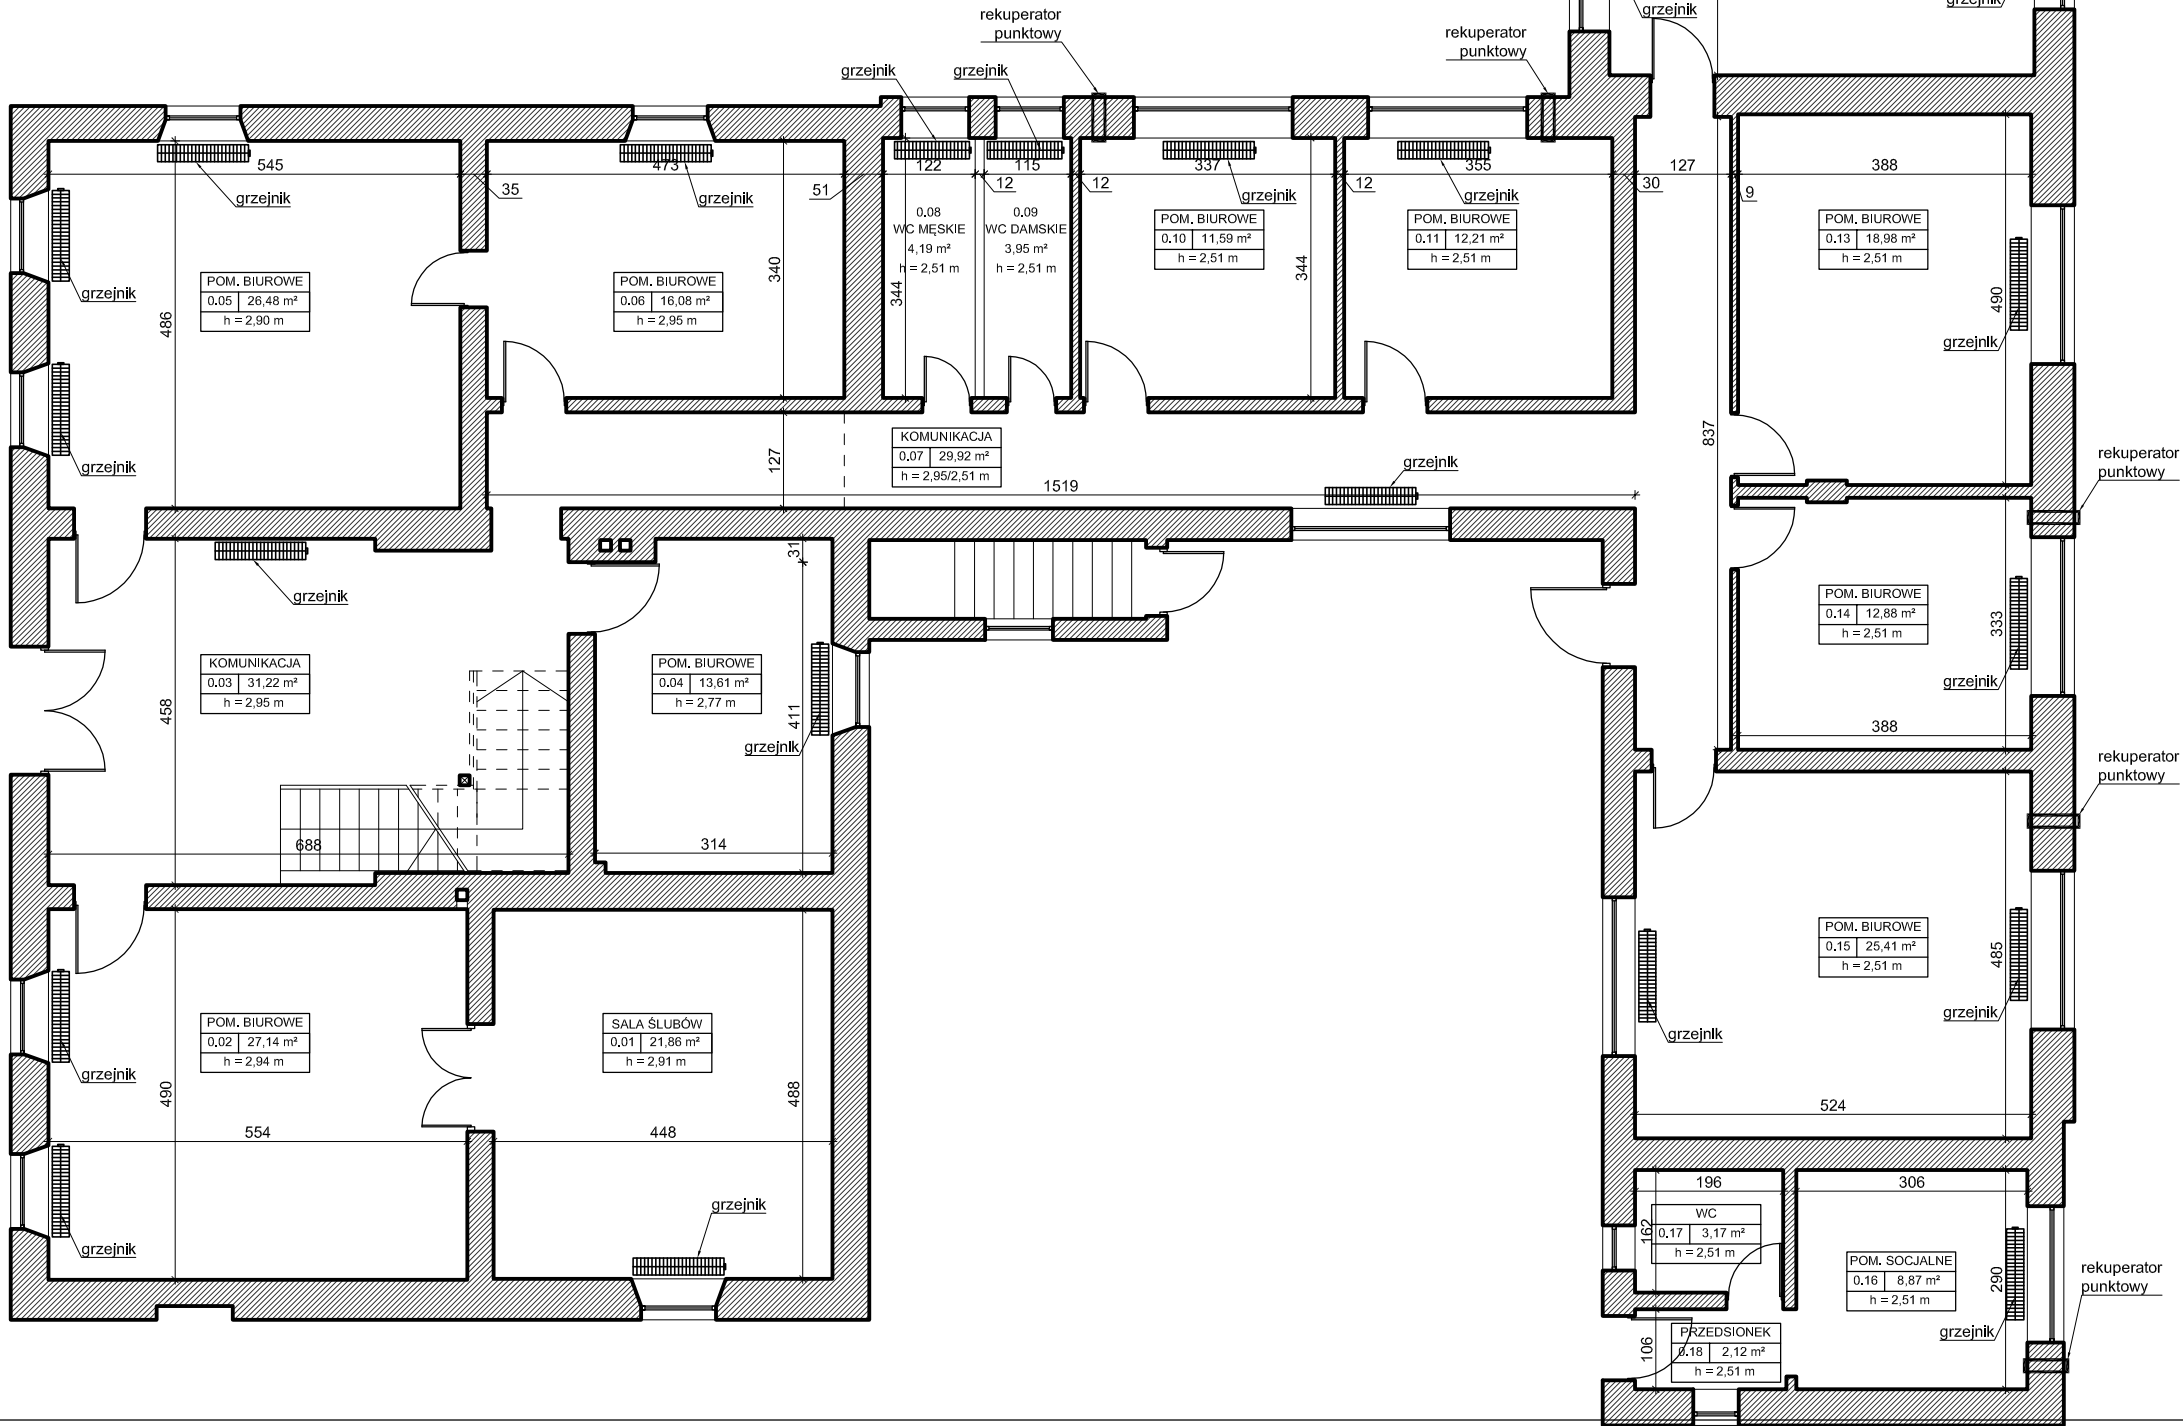 grzejnik
grzejnik
rekuperator
punktowy
rekuperator
punktowy
grzejnik
grzejnik
545
35
473
51
122
12
115
12
337
12
355
30
127
9
388
grzejnik
grzejnik
grzejnik
grzejnik
0.08
WC MĘSKIE
4,19 m²
h = 2,51 m
344
0.09
WC DAMSKIE
3,95 m²
h = 2,51 m
POM. BIUROWE
0.10 11,59 m²
h = 2,51 m
344
POM. BIUROWE
0.11 12,21 m²
h = 2,51 m
POM. BIUROWE
0.13 18,98 m²
h = 2,51 m
490
grzejnik
grzejnik
486
POM. BIUROWE
0.05 26,48 m²
h = 2,90 m
POM. BIUROWE
0.06 16,08 m²
h = 2,95 m
340
grzejnik
127
KOMUNIKACJA
0.07 29,92 m²
h = 2,95/2,51 m
1519
grzejnik
837
rekuperator
punktowy
31
grzejnik
KOMUNIKACJA
0.03 31,22 m²
h = 2,95 m
458
688
POM. BIUROWE
0.04 13,61 m²
h = 2,77 m
411
grzejnik
314
POM. BIUROWE
0.14 12,88 m²
h = 2,51 m
333
grzejnik
388
rekuperator
punktowy
POM. BIUROWE
0.15 25,41 m²
h = 2,51 m
485
grzejnik
grzejnik
524
POM. BIUROWE
0.02 27,14 m²
h = 2,94 m
grzejnik
490
554
grzejnik
SALA ŚLUBÓW
0.01 21,86 m²
h = 2,91 m
488
448
grzejnik
196
306
162
WC
0.17 3,17 m²
h = 2,51 m
POM. SOCJALNE
0.16 8,87 m²
h = 2,51 m
290
grzejnik
rekuperator
punktowy
106
PRZEDSIONEK
0.18 2,12 m²
h = 2,51 m